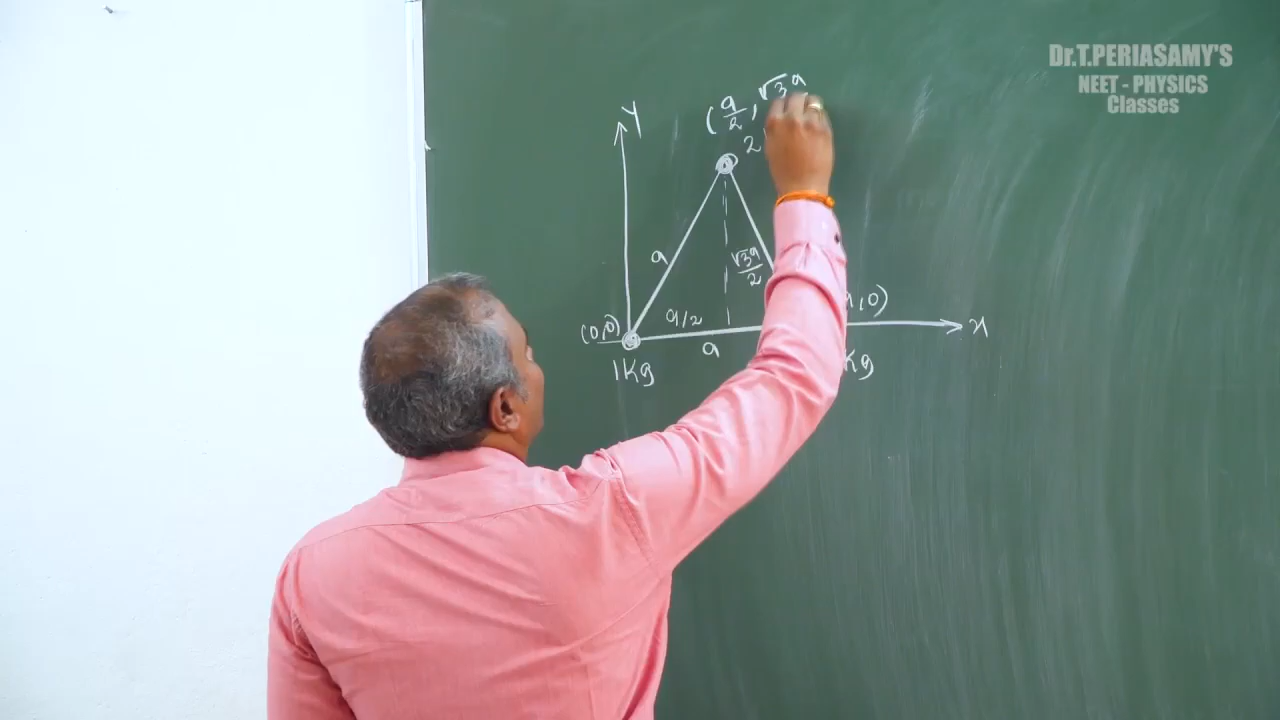 Dr.T.PERIASAMY'S
NEET - PHYSICS
Classes
Y
(a/2, √3a
2
a
√3a/2
(0,0)
a/2
a
,0)
x
1Kg
Kg